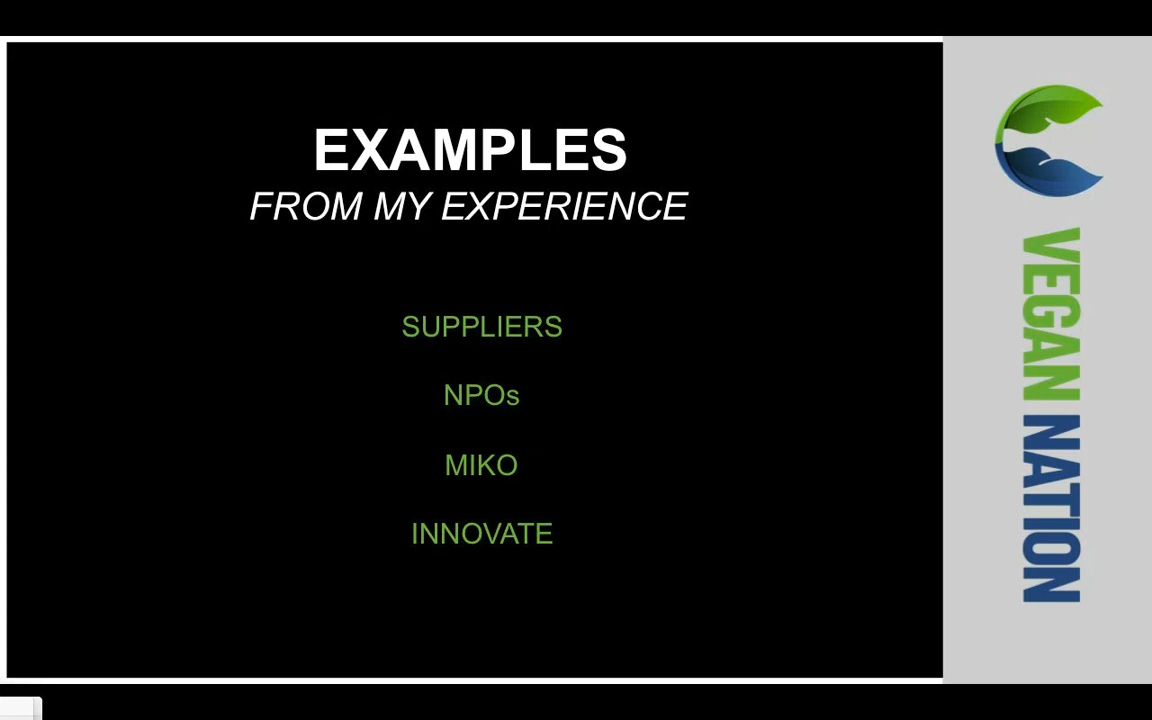 EXAMPLES
FROM MY EXPERIENCE
SUPPLIERS
NPOs
MIKO
INNOVATE
VEGAN NATION